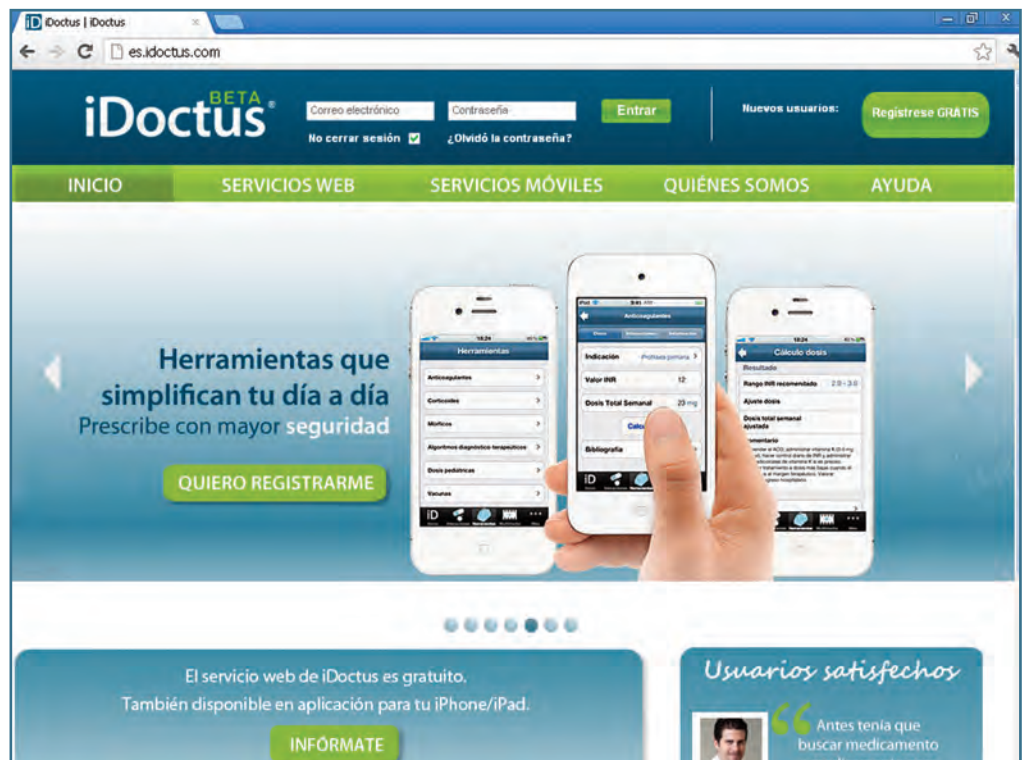 iDoctus | iDoctus
es.idoctus.com
iDoctus BETA ®
Correo electrónico
Contraseña
Entrar
No cerrar sesión
¿Olvidó la contraseña?
Nuevos usuarios:
Regístrese GRATIS
INICIO SERVICIOS WEB SERVICIOS MÓVILES QUIÉNES SOMOS AYUDA
Herramientas que
simplifican tu día a día
Prescribe con mayor seguridad
QUIERO REGISTRARME
Herramientas
Anticoagulantes
Corticoides
Mórficos
Algoritmos diagnóstico terapéuticos
Dosis pediátricas
Vacunas
iD
Anticoagulantes
Indicación
Valor INR 12
Dosis Total Semanal 20 mg
Bibliografía
iD
Cálculo dosis
Resultado
Rango INR recomendado 2.0 - 3.0
Ajuste dosis
Dosis total semanal
ajustada
El servicio web de iDoctus es gratuito.
También disponible en aplicación para tu iPhone/iPad.
INFÓRMATE
Usuarios satisfechos
Antes tenía que
buscar medicamento